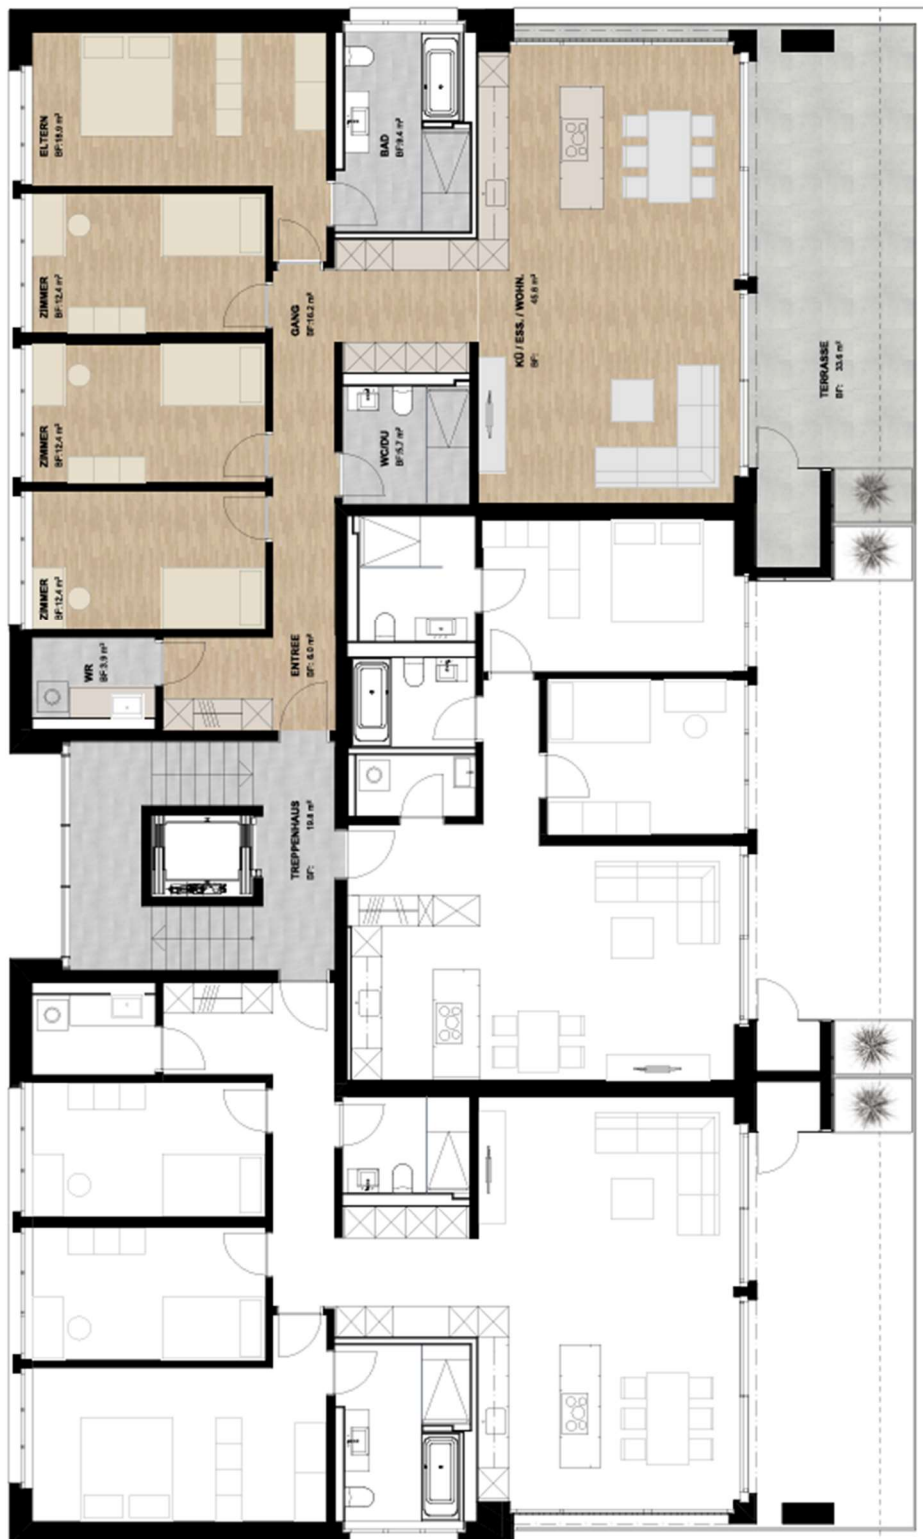 ELTERN
BF:18.9 m²
BAD
BF:9.4 m²
ZIMMER
BF:12.4 m²
GANG
BF:16.2 m²
KÜ / ESS. / WOHN.
BF: 45.8 m²
TERRASSE
BF: 33.6 m²
ZIMMER
BF:12.4 m²
WC/DU
BF:5.7 m²
ZIMMER
BF:12.4 m²
WR
BF:3.9 m²
ENTREE
BF: 6.0 m²
TREPPENHAUS
BF: 19.8 m²